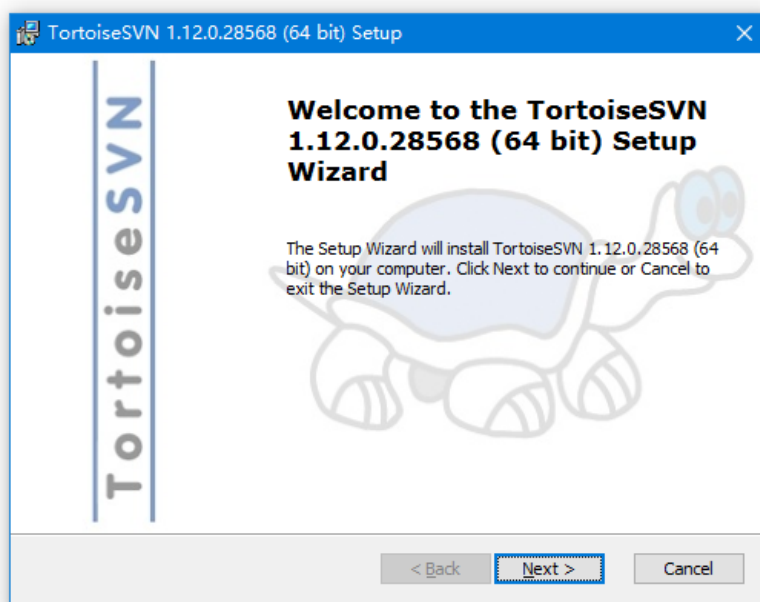 TortoiseSVN 1.12.0.28568 (64 bit) Setup
TortoiseSVN
Welcome to the TortoiseSVN
1.12.0.28568 (64 bit) Setup
Wizard
The Setup Wizard will install TortoiseSVN 1.12.0.28568 (64
bit) on your computer. Click Next to continue or Cancel to
exit the Setup Wizard.
< Back
Next >
Cancel